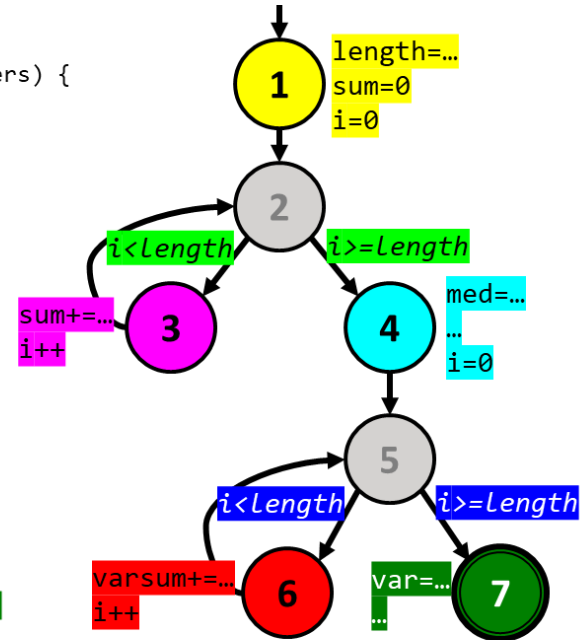 ers) {
1
length=…
sum=0
i=0
2
i<length
i>=length
3
sum+=…
i++
4
med=…
…
i=0
5
i<length
i>=length
6
varsum+=…
i++
7
var=…
…